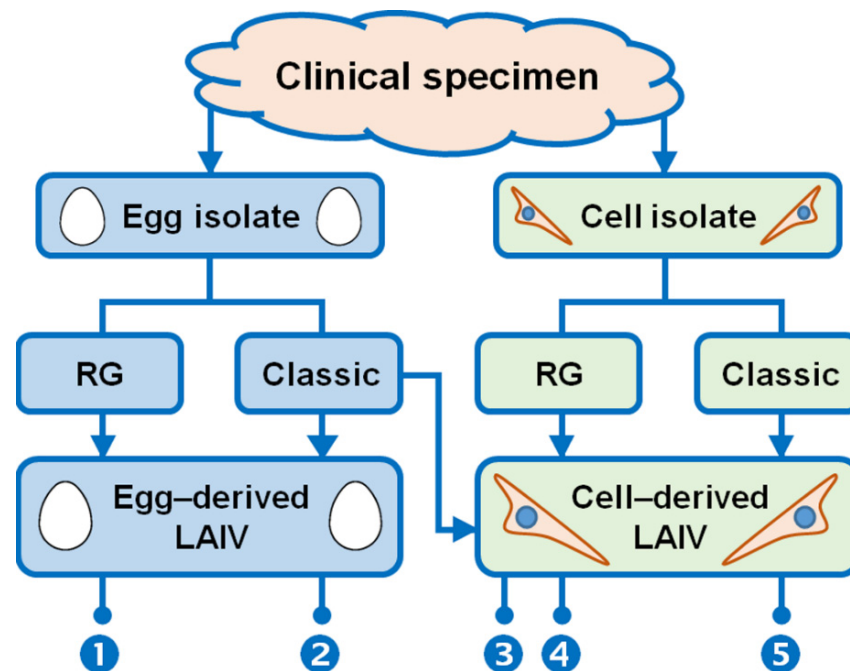 Clinical specimen
Egg isolate
Cell isolate
RG
Classic
RG
Classic
Egg–derived
LAIV
Cell–derived
LAIV
1
2
3
4
5